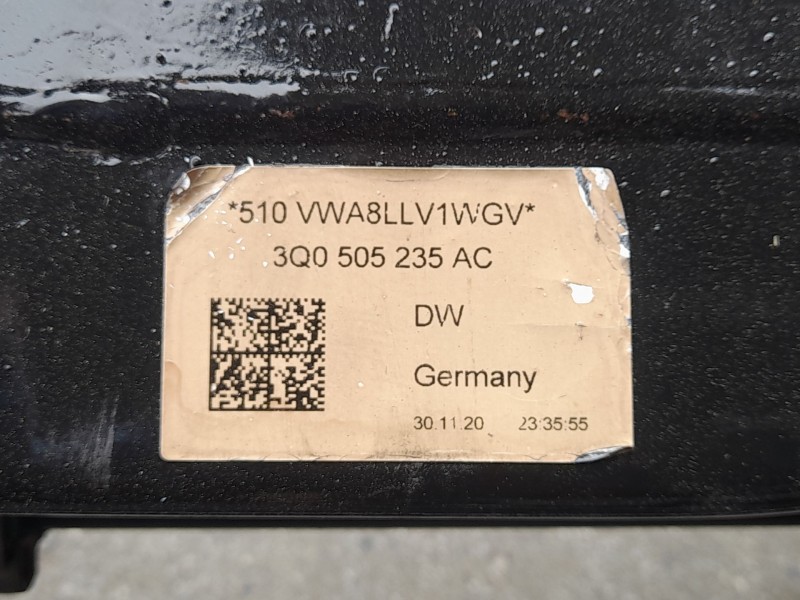 *510 VWA8LLV1WGV*
3Q0 505 235 AC
DW
Germany
30.11.20 23:35:55